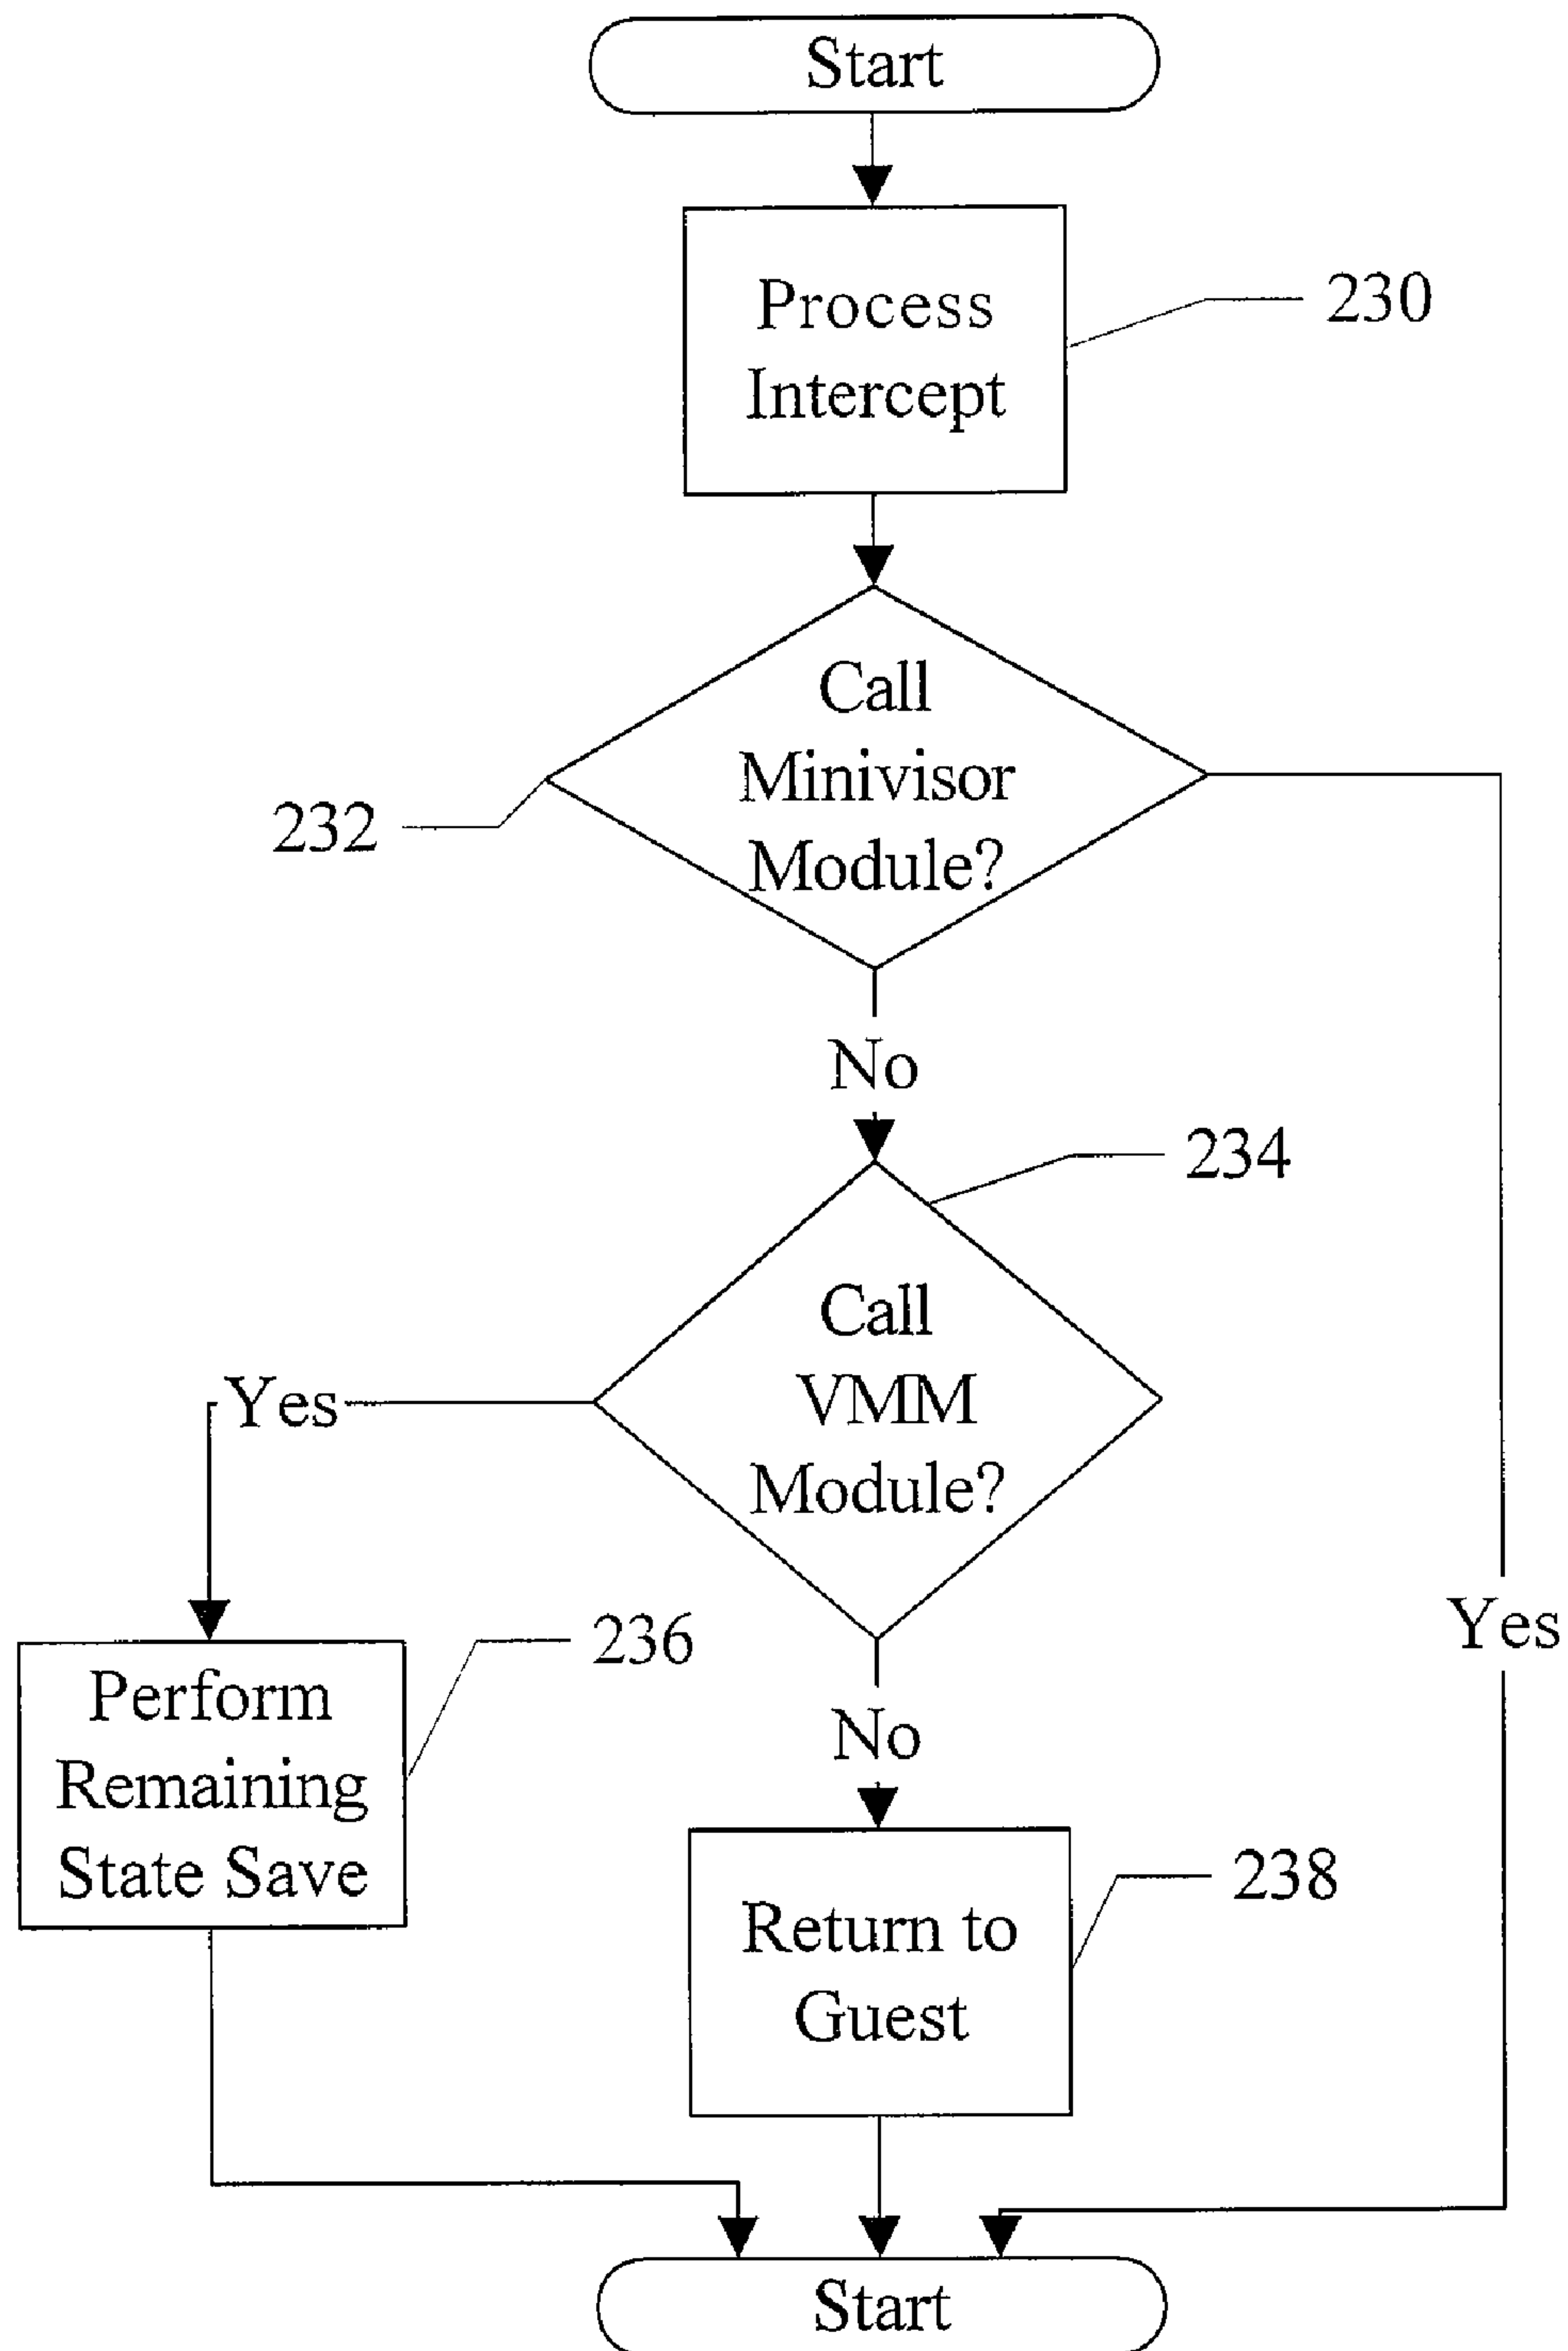 Start
Process
Intercept
230
Call
Minivisor
Module?
232
No
234
Call
VMM
Module?
Yes
Yes
Perform
Remaining
State Save
236
No
Return to
Guest
238
Start